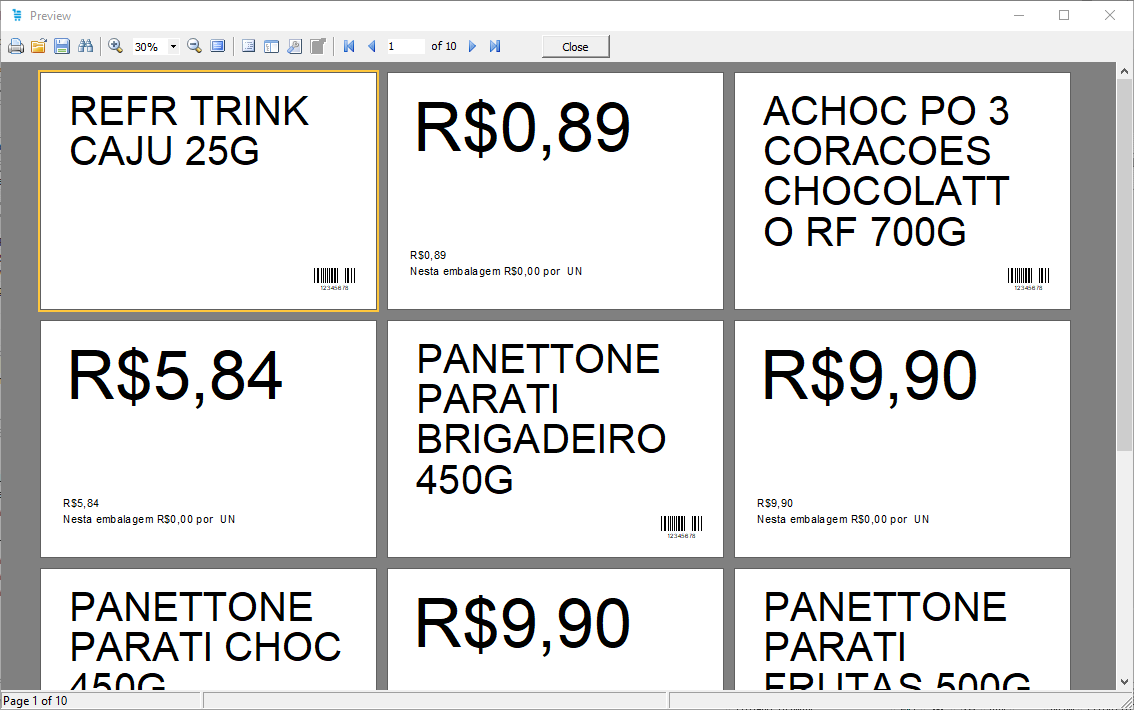 Preview
30%
1
of 10
Close
REFR TRINK
CAJU 25G
12345678
R$0,89
R$0,89
Nesta embalagem R$0,00 por UN
ACHOC PO 3
CORACOES
CHOCOLATT
O RF 700G
12345678
R$5,84
R$5,84
Nesta embalagem R$0,00 por UN
PANETTONE
PARATI
BRIGADEIRO
450G
12345678
R$9,90
R$9,90
Nesta embalagem R$0,00 por UN
PANETTONE
PARATI CHOC
450G
R$9,90
PANETTONE
PARATI
FRUTAS 500G
Page 1 of 10